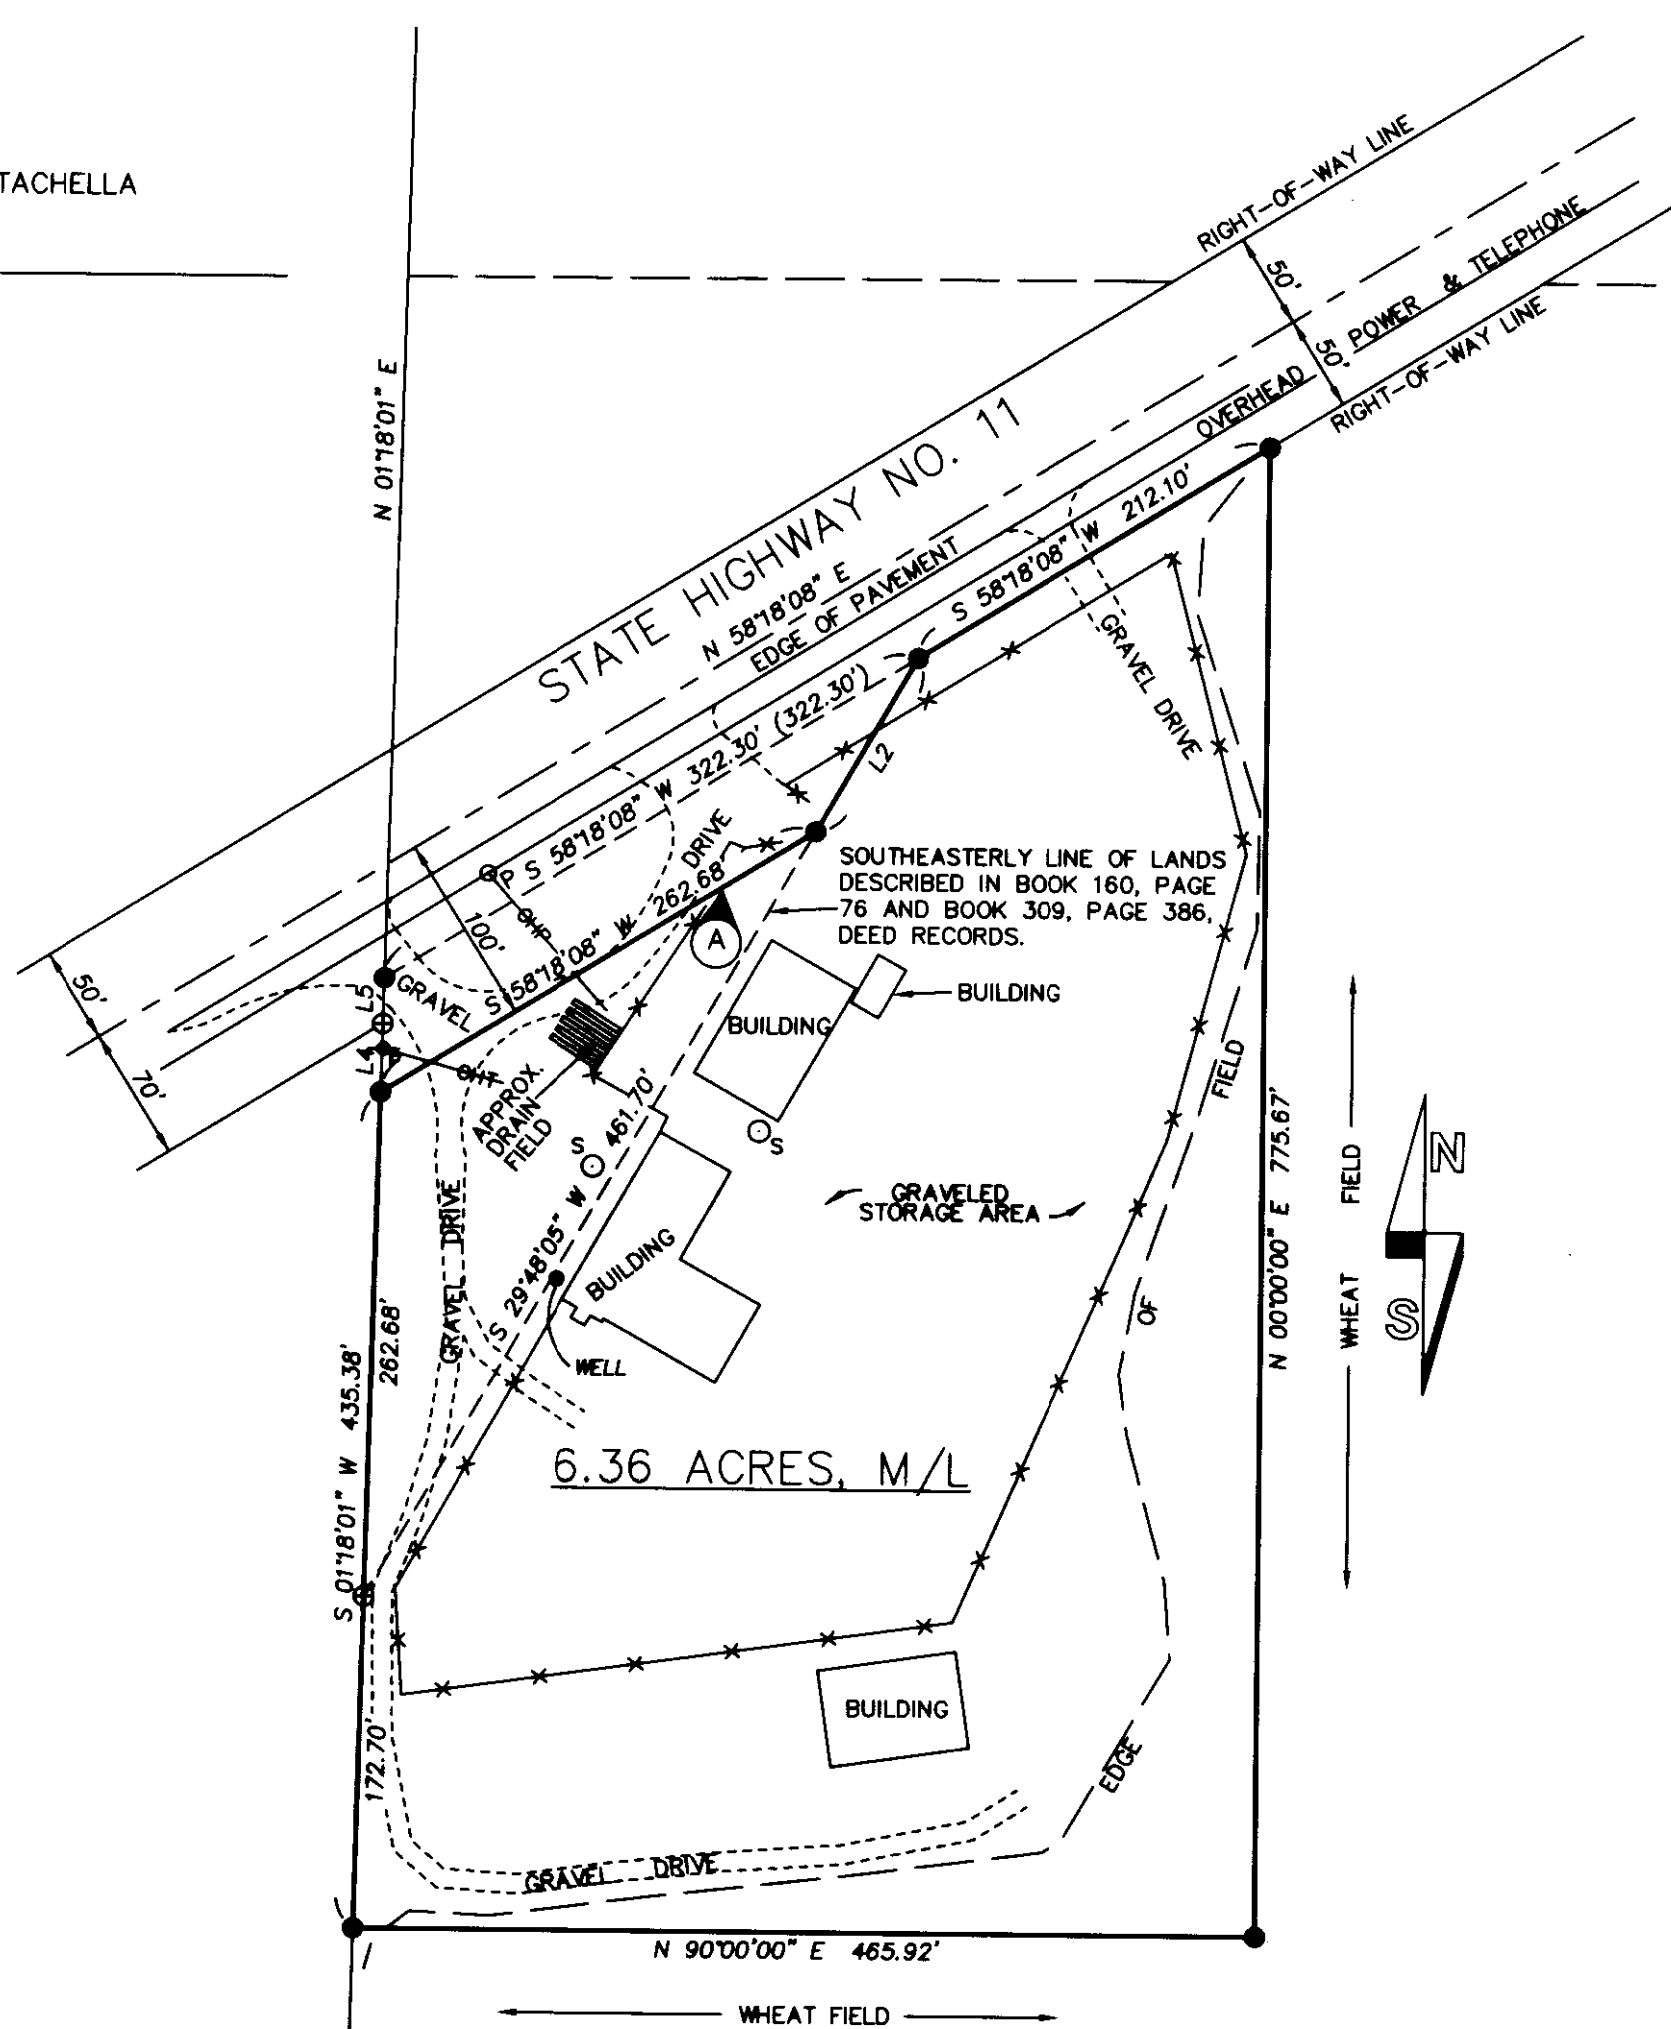 TACHELLA
N 01°18'01" E
RIGHT-OF-WAY LINE
50'
50'
OVERHEAD POWER & TELEPHONE
RIGHT-OF-WAY LINE
STATE HIGHWAY NO. 11
N 58°18'08" E
EDGE OF PAVEMENT
S 58°18'08" W 212.10'
S 58°18'08" W 322.30' (322.30')
GRAVEL DRIVE
L2
P
OHP
100'
GRAVEL DRIVE
S 58°18'08" W 262.68'
A
SOUTHEASTERLY LINE OF LANDS
DESCRIBED IN BOOK 160, PAGE
76 AND BOOK 309, PAGE 386,
DEED RECORDS.
50'
70'
L5
L4
OHT
APPROX.
DRAIN
FIELD
BUILDING
BUILDING
S
S
S 29°48'05" W 461.70'
GRAVELED
STORAGE AREA
BUILDING
WELL
GRAVEL DRIVE
262.68'
S 01°18'01" W 435.38'
172.70'
6.36 ACRES, M/L
BUILDING
EDGE OF FIELD
GRAVEL DRIVE
N 00°00'00" E 775.67'
WHEAT FIELD
N
S
N 90°00'00" E 465.92'
WHEAT FIELD